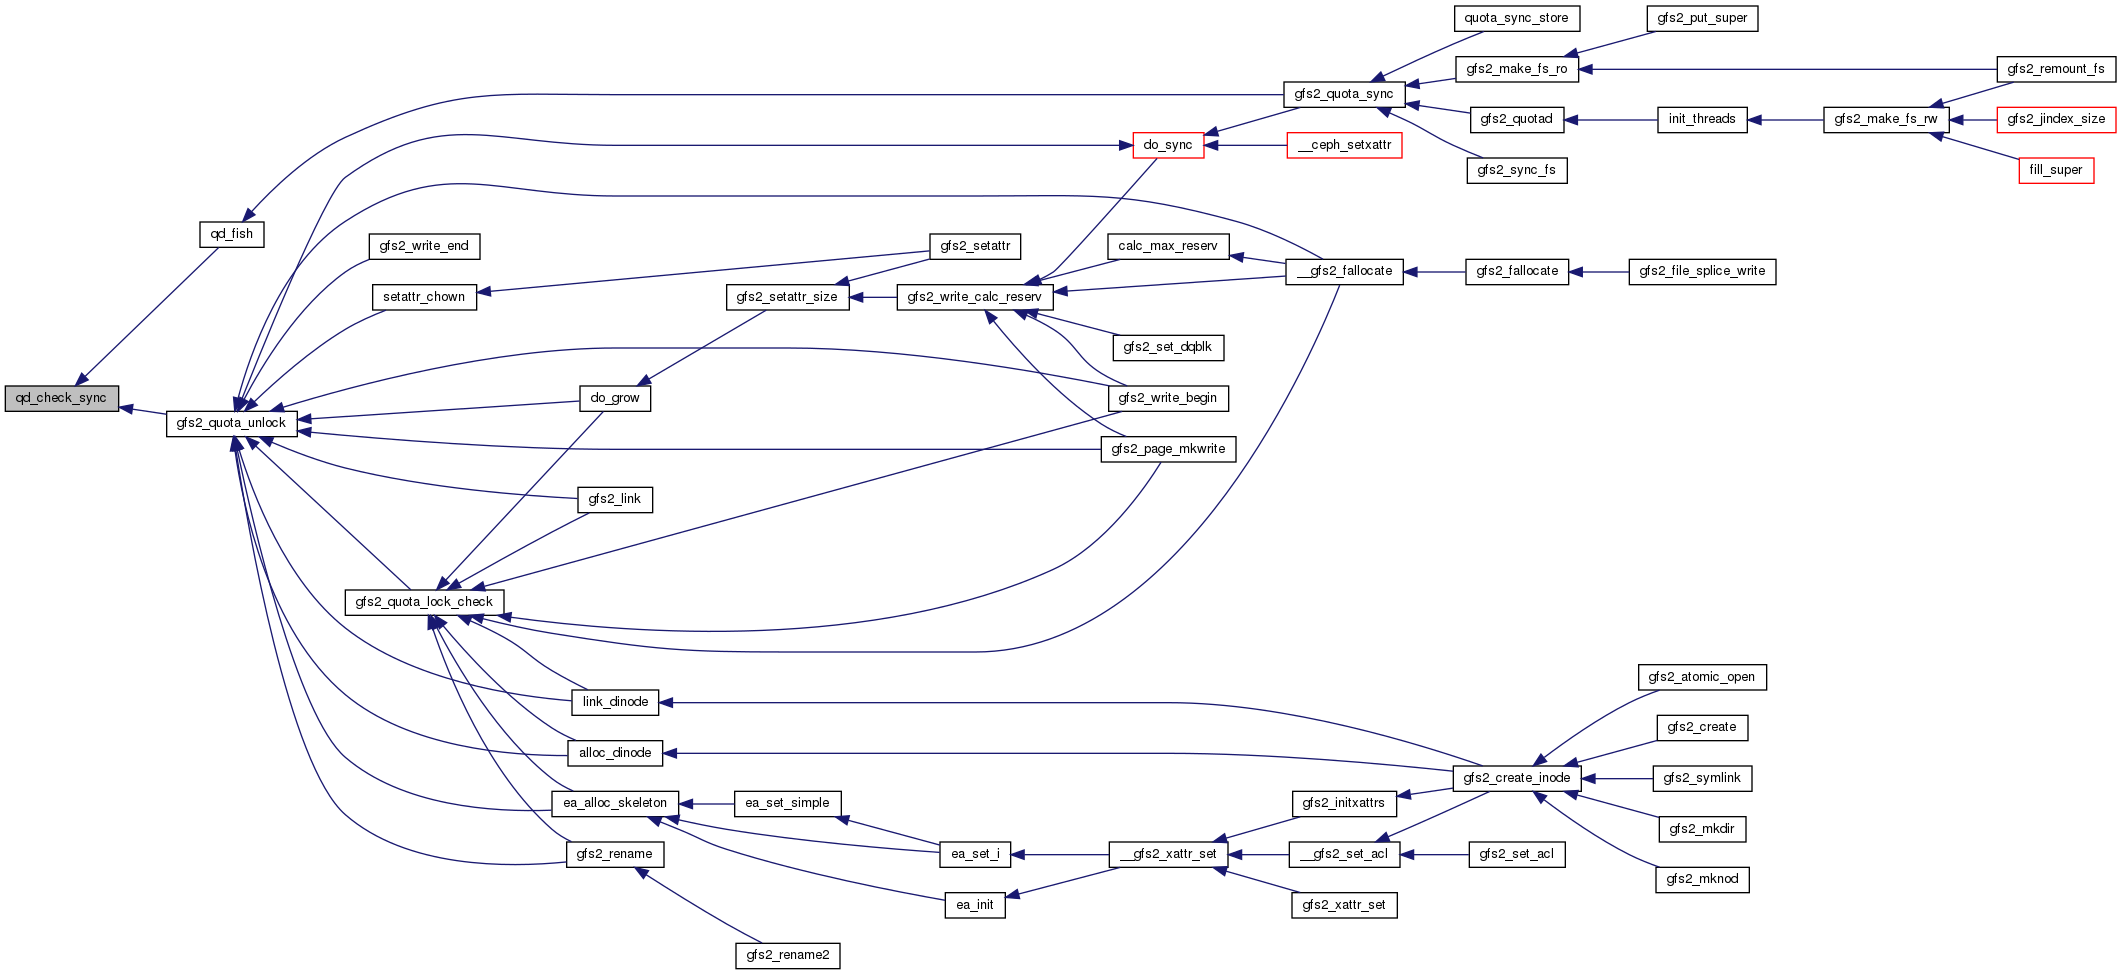 quota_sync_store
gfs2_put_super
gfs2_make_fs_ro
gfs2_remount_fs
gfs2_quota_sync
gfs2_quotad
init_threads
gfs2_make_fs_rw
gfs2_jindex_size
do_sync
__ceph_setxattr
gfs2_sync_fs
fill_super
qd_fish
gfs2_write_end
gfs2_setattr
calc_max_reserv
__gfs2_fallocate
gfs2_fallocate
gfs2_file_splice_write
setattr_chown
gfs2_setattr_size
gfs2_write_calc_reserv
gfs2_set_dqblk
qd_check_sync
do_grow
gfs2_write_begin
gfs2_quota_unlock
gfs2_page_mkwrite
gfs2_link
gfs2_quota_lock_check
gfs2_atomic_open
link_dinode
gfs2_create
alloc_dinode
gfs2_create_inode
gfs2_symlink
ea_alloc_skeleton
ea_set_simple
gfs2_initxattrs
gfs2_mkdir
gfs2_rename
ea_set_i
__gfs2_xattr_set
__gfs2_set_acl
gfs2_set_acl
gfs2_mknod
ea_init
gfs2_xattr_set
gfs2_rename2